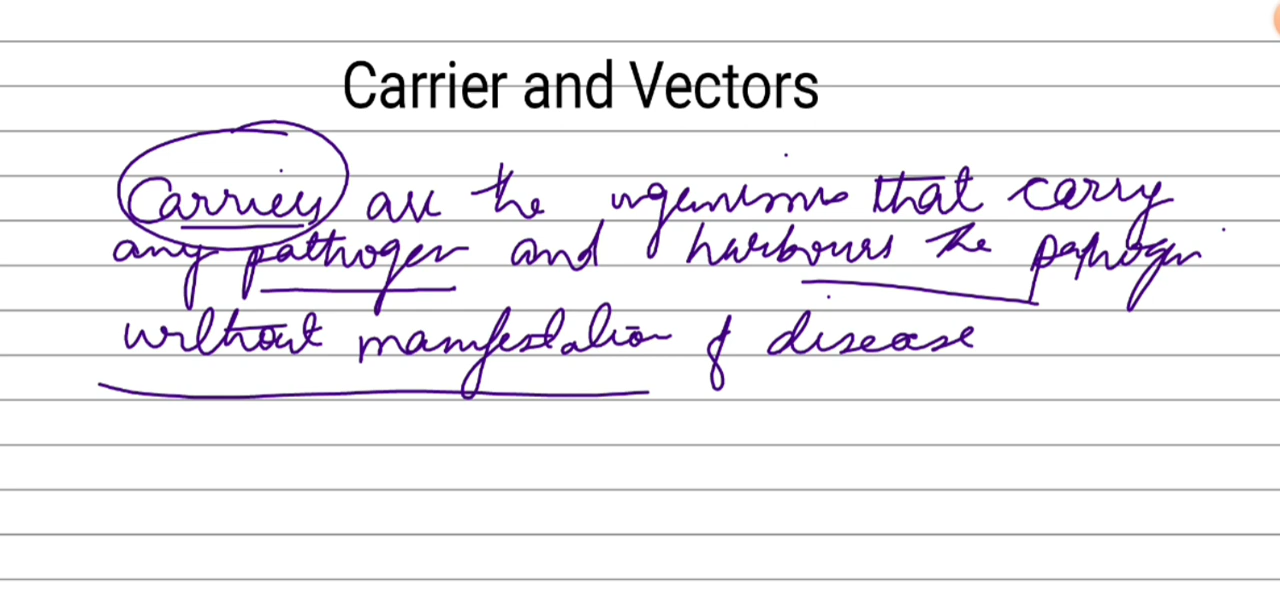 Carrier and Vectors
Carriers are the organisms that carry
any pathogen and harbours the pathogen
without manifestation of disease